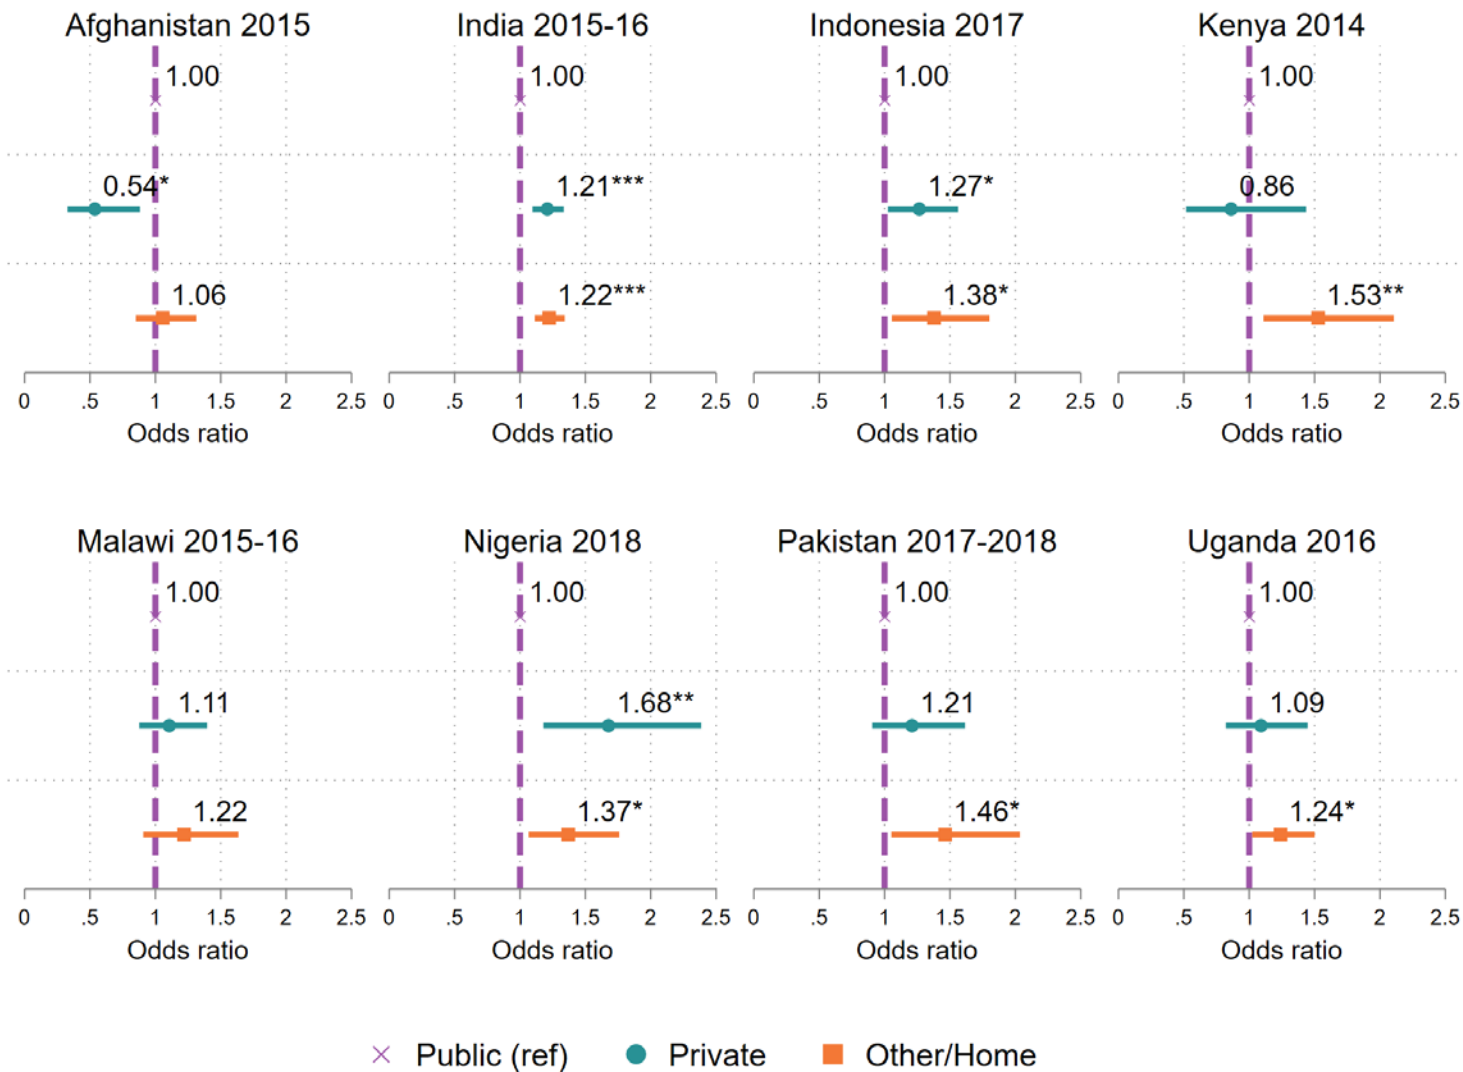 Afghanistan 2015
1.00
0.54*
1.06
0 .5 1 1.5 2 2.5
Odds ratio
India 2015-16
1.00
1.21***
1.22***
0 .5 1 1.5 2 2.5
Odds ratio
Indonesia 2017
1.00
1.27*
1.38*
0 .5 1 1.5 2 2.5
Odds ratio
Kenya 2014
1.00
0.86
1.53**
0 .5 1 1.5 2 2.5
Odds ratio
Malawi 2015-16
1.00
1.11
1.22
0 .5 1 1.5 2 2.5
Odds ratio
Nigeria 2018
1.00
1.68**
1.37*
0 .5 1 1.5 2 2.5
Odds ratio
Pakistan 2017-2018
1.00
1.21
1.46*
0 .5 1 1.5 2 2.5
Odds ratio
Uganda 2016
1.00
1.09
1.24*
0 .5 1 1.5 2 2.5
Odds ratio
Public (ref) Private Other/Home